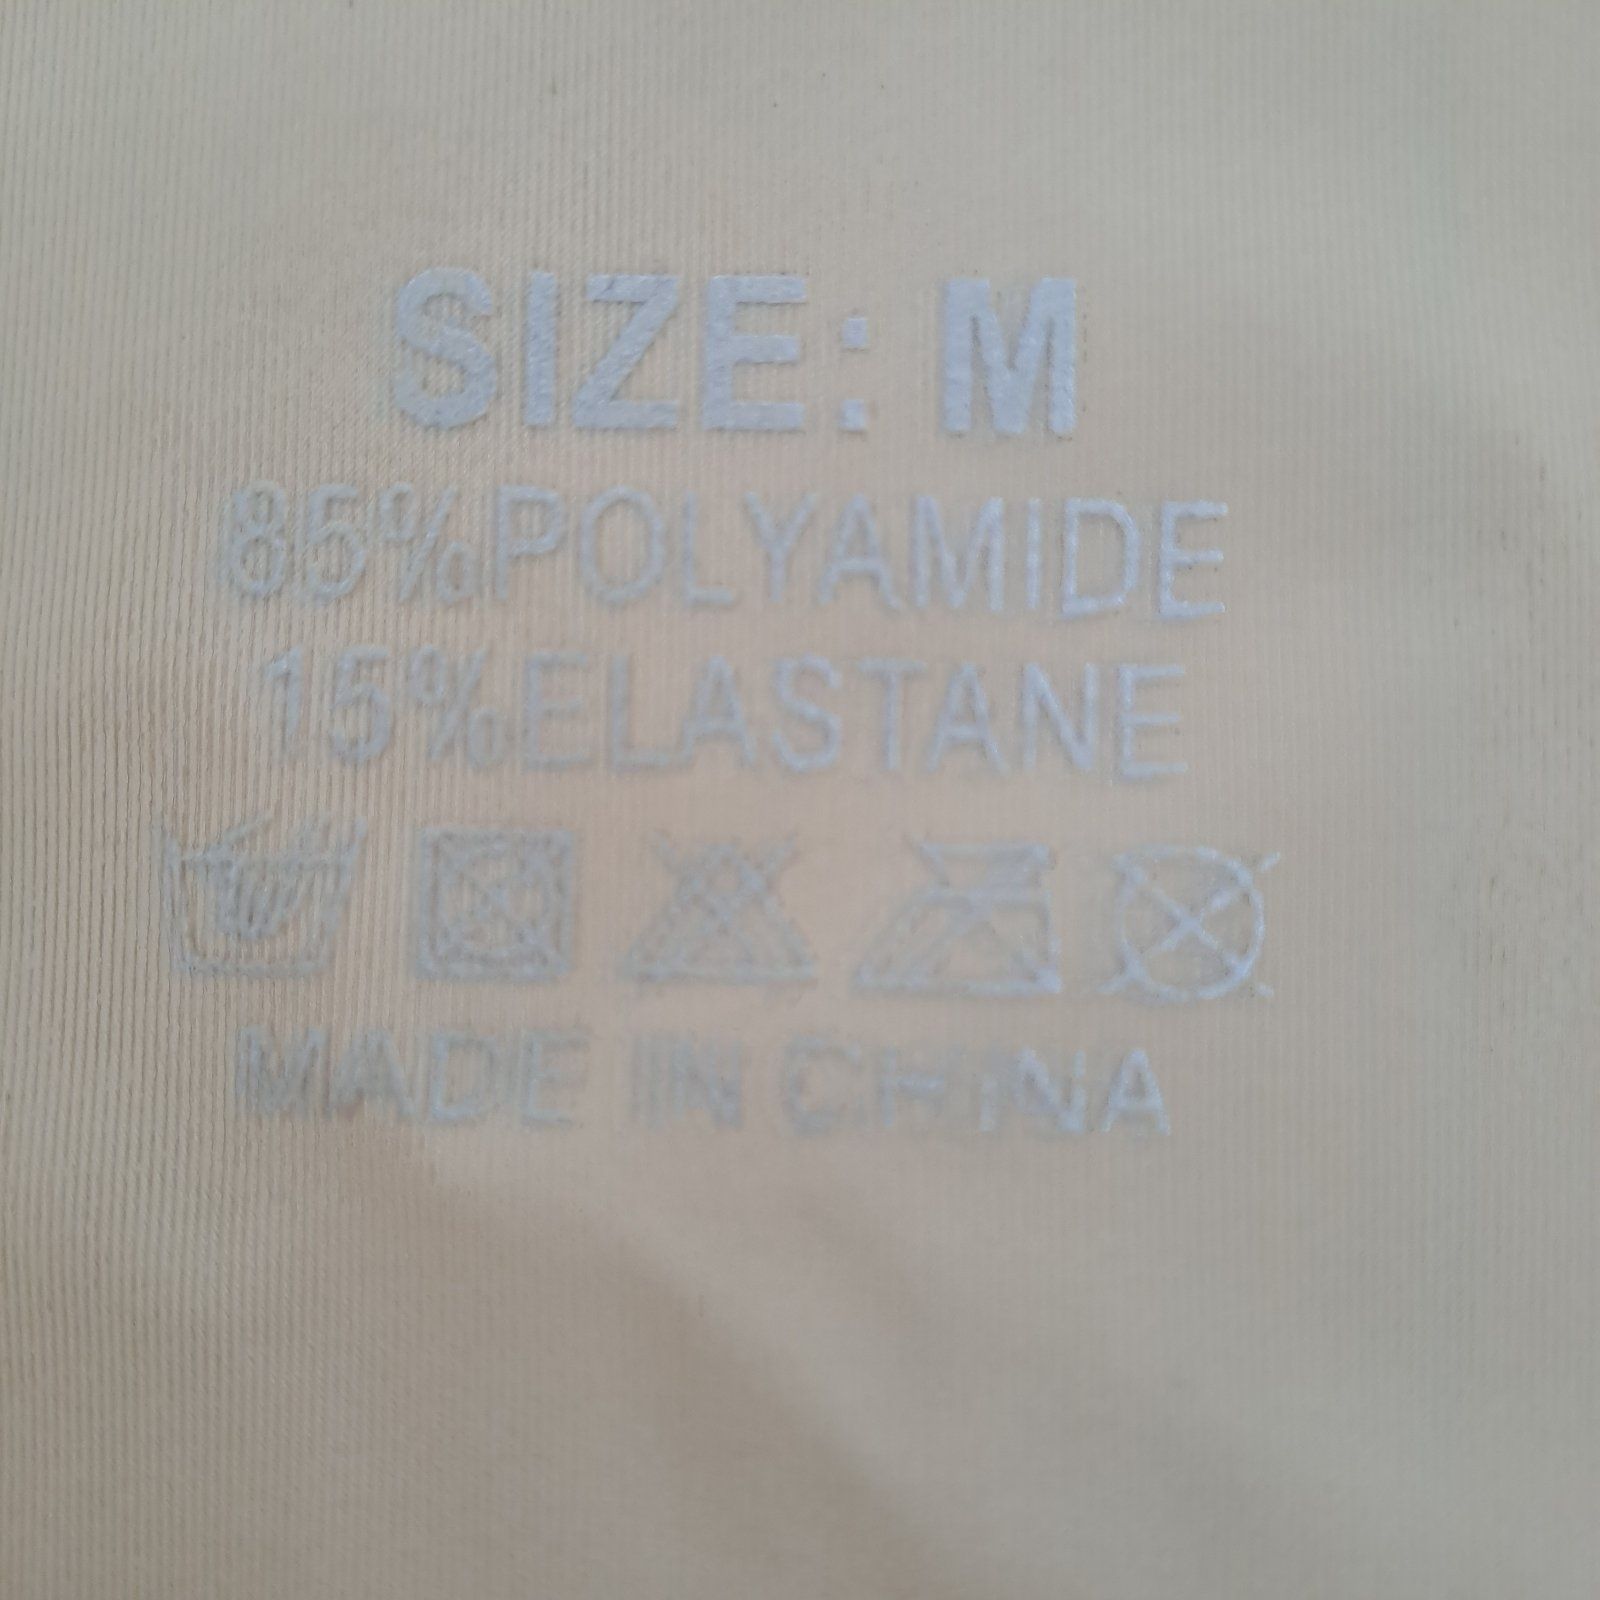 SIZE: M
85%POLYAMIDE
15%ELASTANE
MADE IN CHINA